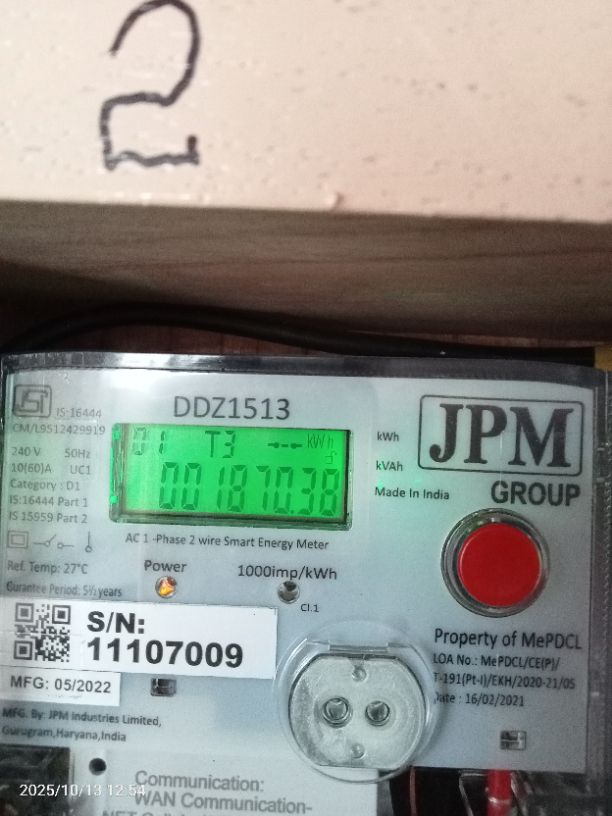 2
IS:16444
CM/L9512429919
DDZ1513
240 V 50Hz
10(60)A UC1
Category : D1
IS:16444 Part 1
IS 15959 Part 2
01 T3 kWh
001870.38
kWh
kVAh
Made In India
JPM
GROUP
AC 1 -Phase 2 wire Smart Energy Meter
Ref. Temp: 27°C
Gurantee Period: 5½ years
Power
1000imp/kWh
Cl.1
S/N:
11107009
MFG: 05/2022
MFG. By: JPM Industries Limited,
Gurugram,Haryana,India
Property of MePDCL
LOA No.: MePDCL/CE(P)/
T-191(Pt-I)/EKH/2020-21/05
Date : 16/02/2021
Communication:
WAN Communication-
2025/10/13 12:54